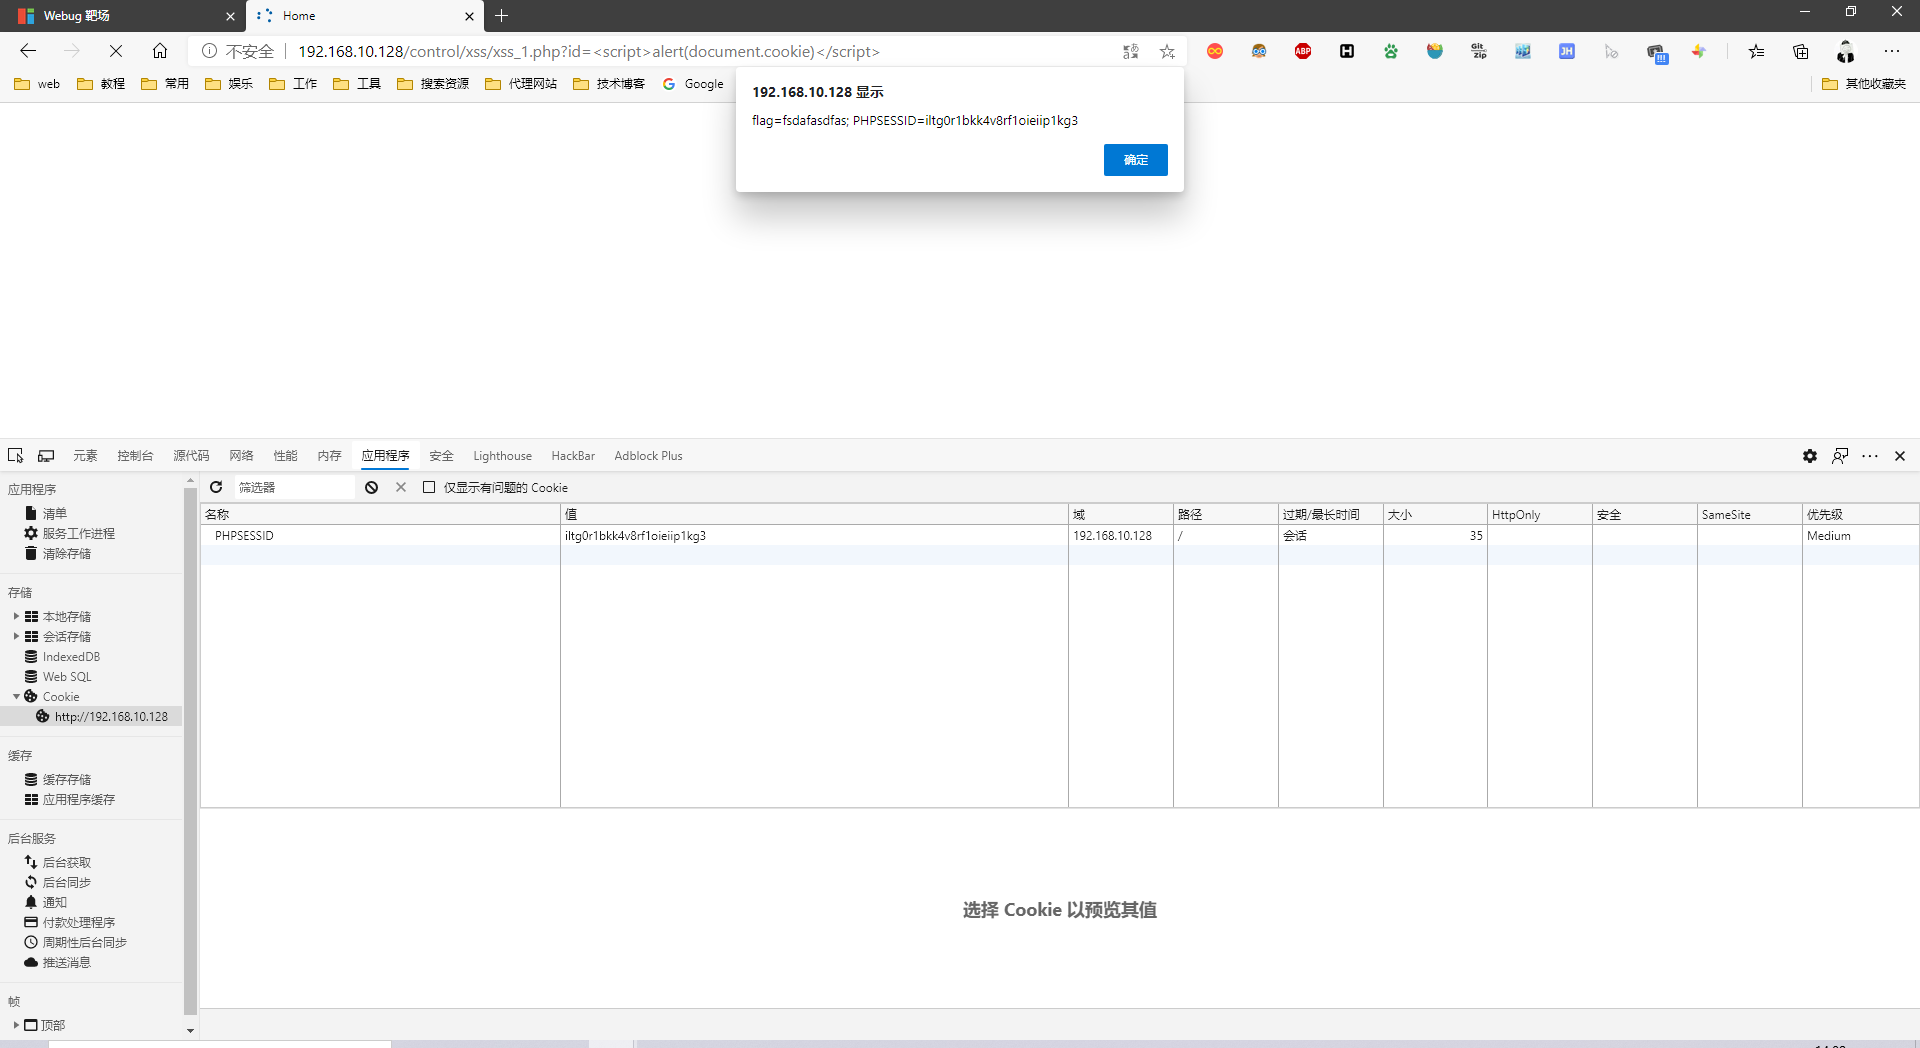 Webug 靶场
Home
不安全
192.168.10.128/control/xss/xss_1.php?id=<script>alert(document.cookie)</script>
ABP
H
Git Zip
JH
web
教程
常用
娱乐
工作
工具
搜索资源
代理网站
技术博客
Google
其他收藏夹
192.168.10.128 显示
flag=fsdafasdfas; PHPSESSID=iltg0r1bkk4v8rf1oieiip1kg3
确定
元素 控制台 源代码 网络 性能 内存 应用程序 安全 Lighthouse HackBar Adblock Plus
筛选器
仅显示有问题的 Cookie
名称 值 域 路径 过期/最长时间 大小 HttpOnly 安全 SameSite 优先级
PHPSESSID iltg0r1bkk4v8rf1oieiip1kg3 192.168.10.128 / 会话 35 Medium
应用程序
清单
服务工作进程
清除存储
存储
本地存储
会话存储
IndexedDB
Web SQL
Cookie
http://192.168.10.128
缓存
缓存存储
应用程序缓存
后台服务
后台获取
后台同步
通知
付款处理程序
周期性后台同步
推送消息
帧
顶部
选择 Cookie 以预览其值